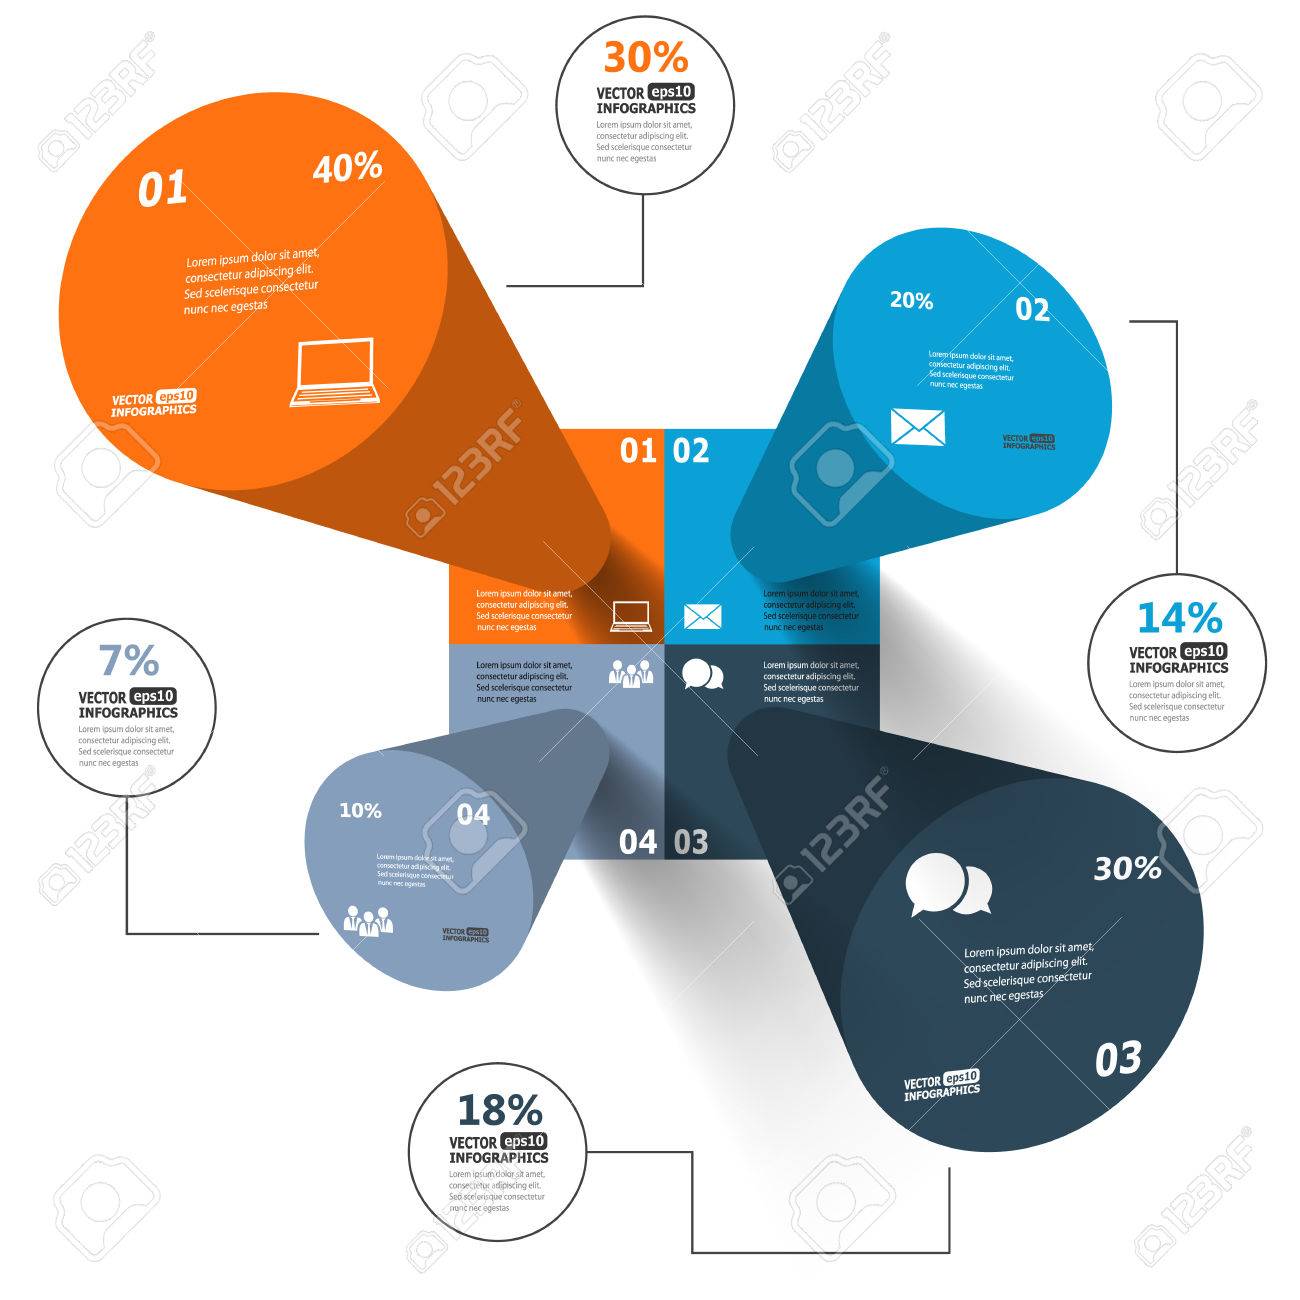 30%
VECTOR eps10
INFOGRAPHICS
Lorem ipsum dolor sit amet,
consectetur adipiscing elit.
Sed scelerisque consectetur
nunc nec egestas
01
40%
Lorem ipsum dolor sit amet,
consectetur adipiscing elit.
Sed scelerisque consectetur
nunc nec egestas
VECTOR eps10
INFOGRAPHICS
20%
02
Lorem ipsum dolor sit amet,
consectetur adipiscing elit.
Sed scelerisque consectetur
nunc nec egestas
VECTOR eps10
INFOGRAPHICS
01
02
Lorem ipsum dolor sit amet,
consectetur adipiscing elit.
Sed scelerisque consectetur
nunc nec egestas
Lorem ipsum dolor sit amet,
consectetur adipiscing elit.
Sed scelerisque consectetur
nunc nec egestas
14%
VECTOR eps10
INFOGRAPHICS
Lorem ipsum dolor sit amet,
consectetur adipiscing elit.
Sed scelerisque consectetur
nunc nec egestas
7%
VECTOR eps10
INFOGRAPHICS
Lorem ipsum dolor sit amet,
consectetur adipiscing elit.
Sed scelerisque consectetur
nunc nec egestas
Lorem ipsum dolor sit amet,
consectetur adipiscing elit.
Sed scelerisque consectetur
nunc nec egestas
Lorem ipsum dolor sit amet,
consectetur adipiscing elit.
Sed scelerisque consectetur
nunc nec egestas
04
03
10%
04
Lorem ipsum dolor sit amet,
consectetur adipiscing elit.
Sed scelerisque consectetur
nunc nec egestas
VECTOR eps10
INFOGRAPHICS
30%
Lorem ipsum dolor sit amet,
consectetur adipiscing elit.
Sed scelerisque consectetur
nunc nec egestas
03
VECTOR eps10
INFOGRAPHICS
18%
VECTOR eps10
INFOGRAPHICS
Lorem ipsum dolor sit amet,
consectetur adipiscing elit.
Sed scelerisque consectetur
nunc nec egestas
123RF
123RF
123RF
123RF
123RF
123RF
123RF
123RF